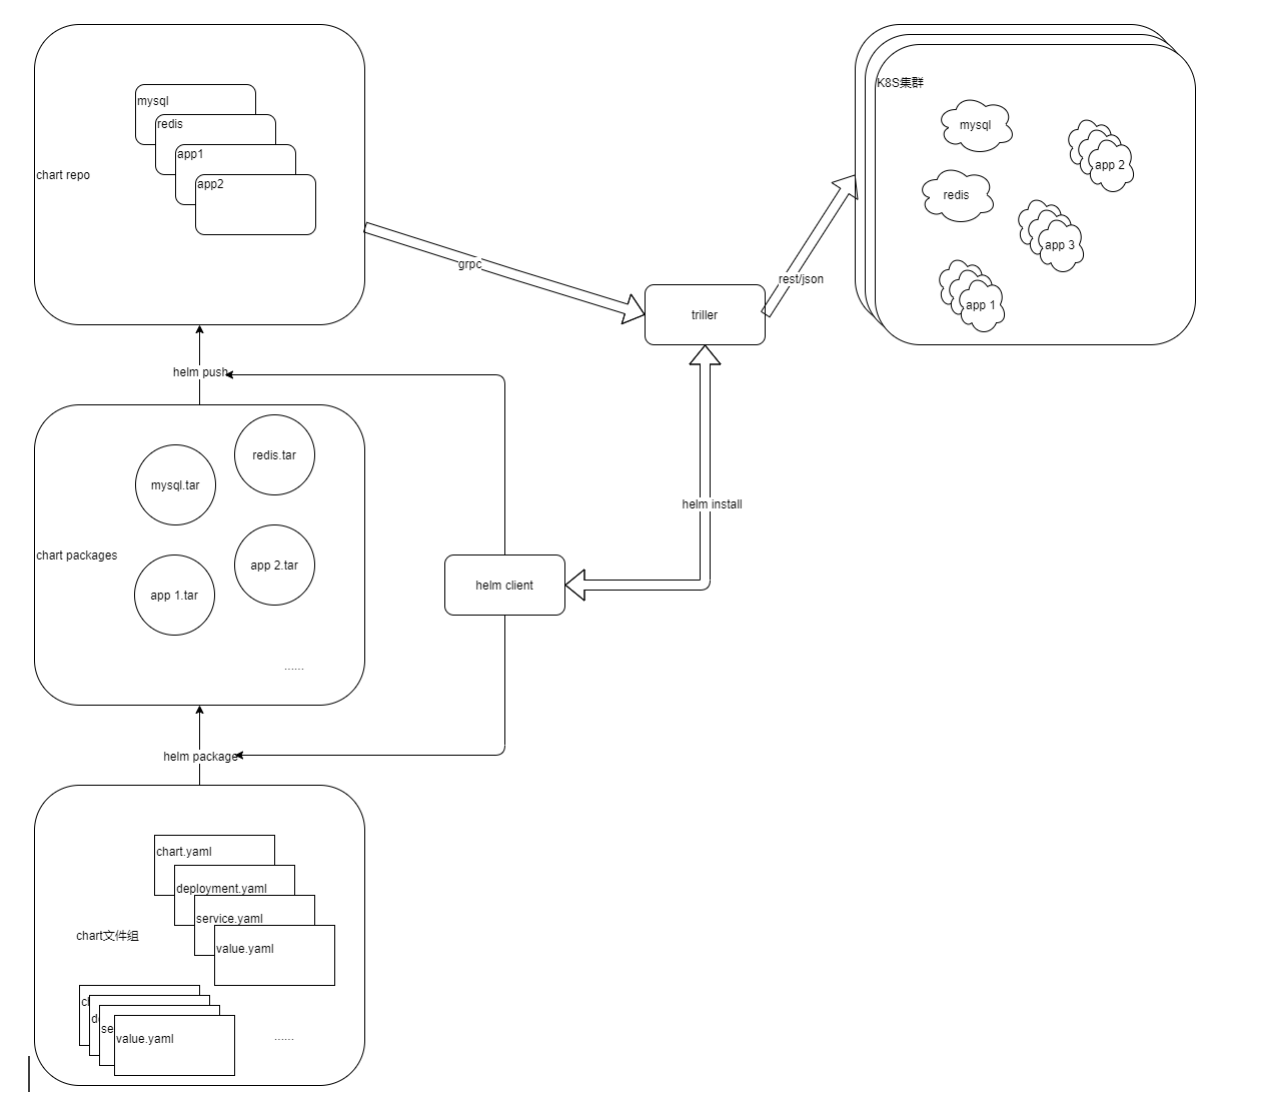 mysql
redis
app1
app2
chart repo
K8S集群
mysql
app 2
redis
app 3
app 1
grpc
rest/json
triller
helm push
redis.tar
mysql.tar
app 2.tar
chart packages
app 1.tar
......
helm install
helm client
helm package
chart.yaml
deployment.yaml
service.yaml
value.yaml
chart文件组
se
value.yaml
......